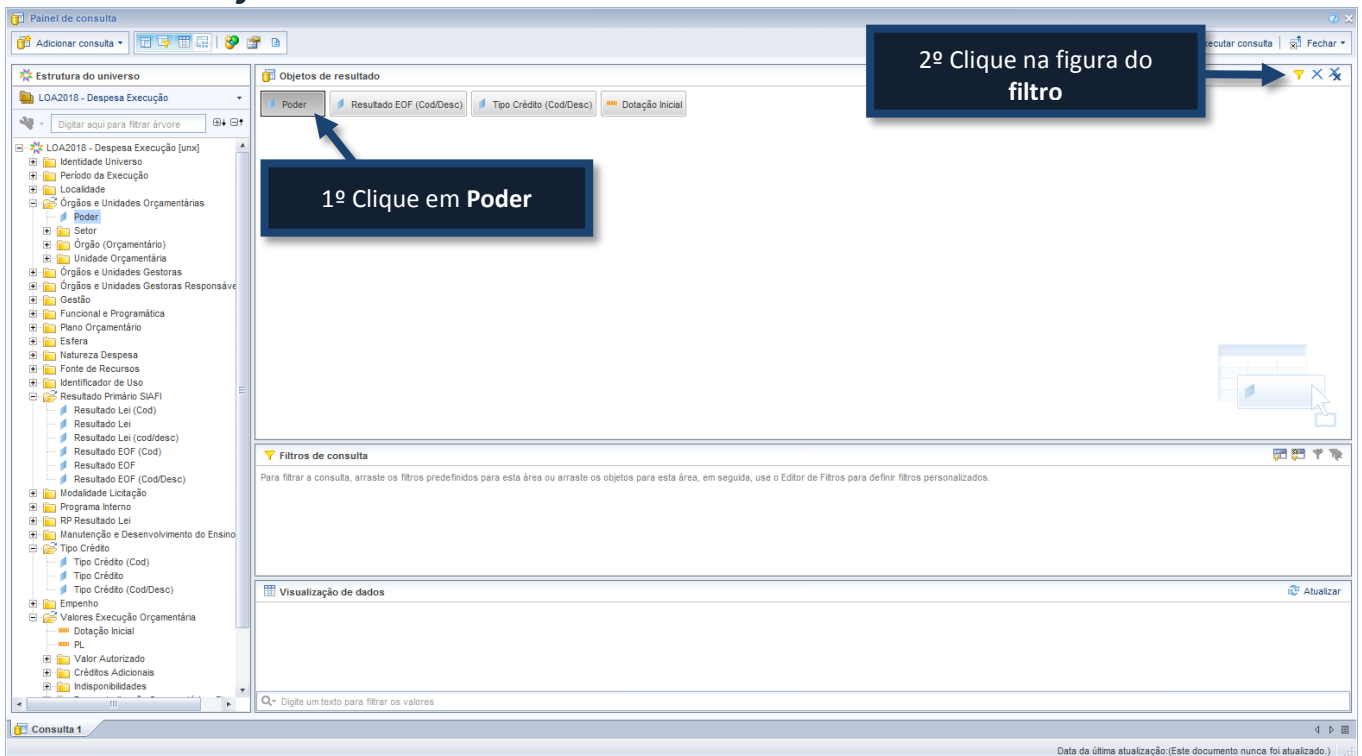 Painel de consulta
Adicionar consulta
ecutar consulta
Fechar
2º Clique na figura do
filtro
Estrutura do universo
Objetos de resultado
LOA2018 - Despesa Execução
Poder
Resultado EOF (Cod/Desc)
Tipo Crédito (Cod/Desc)
Dotação Inicial
Digitar aqui para filtrar árvore
1º Clique em Poder
LOA2018 - Despesa Execução [unx]
Identidade Universo
Período da Execução
Localidade
Órgãos e Unidades Orçamentárias
Poder
Setor
Órgão (Orçamentário)
Unidade Orçamentária
Órgãos e Unidades Gestoras
Órgãos e Unidades Gestoras Responsáve
Gestão
Funcional e Programática
Plano Orçamentário
Esfera
Natureza Despesa
Fonte de Recursos
Identificador de Uso
Resultado Primário SIAFI
Resultado Lei (Cod)
Resultado Lei
Resultado Lei (cod/desc)
Resultado EOF (Cod)
Resultado EOF
Resultado EOF (Cod/Desc)
Modalidade Licitação
Programa Interno
RP Resultado Lei
Manutenção e Desenvolvimento do Ensino
Tipo Crédito
Tipo Crédito (Cod)
Tipo Crédito
Tipo Crédito (Cod/Desc)
Empenho
Valores Execução Orçamentária
Dotação Inicial
PL
Valor Autorizado
Créditos Adicionais
Indisponibilidades
Filtros de consulta
Para filtrar a consulta, arraste os filtros predefinidos para esta área ou arraste os objetos para esta área, em seguida, use o Editor de Filtros para definir filtros personalizados.
Visualização de dados
Atualizar
Digite um texto para filtrar os valores
Consulta 1
Data da última atualização:(Este documento nunca foi atualizado.)